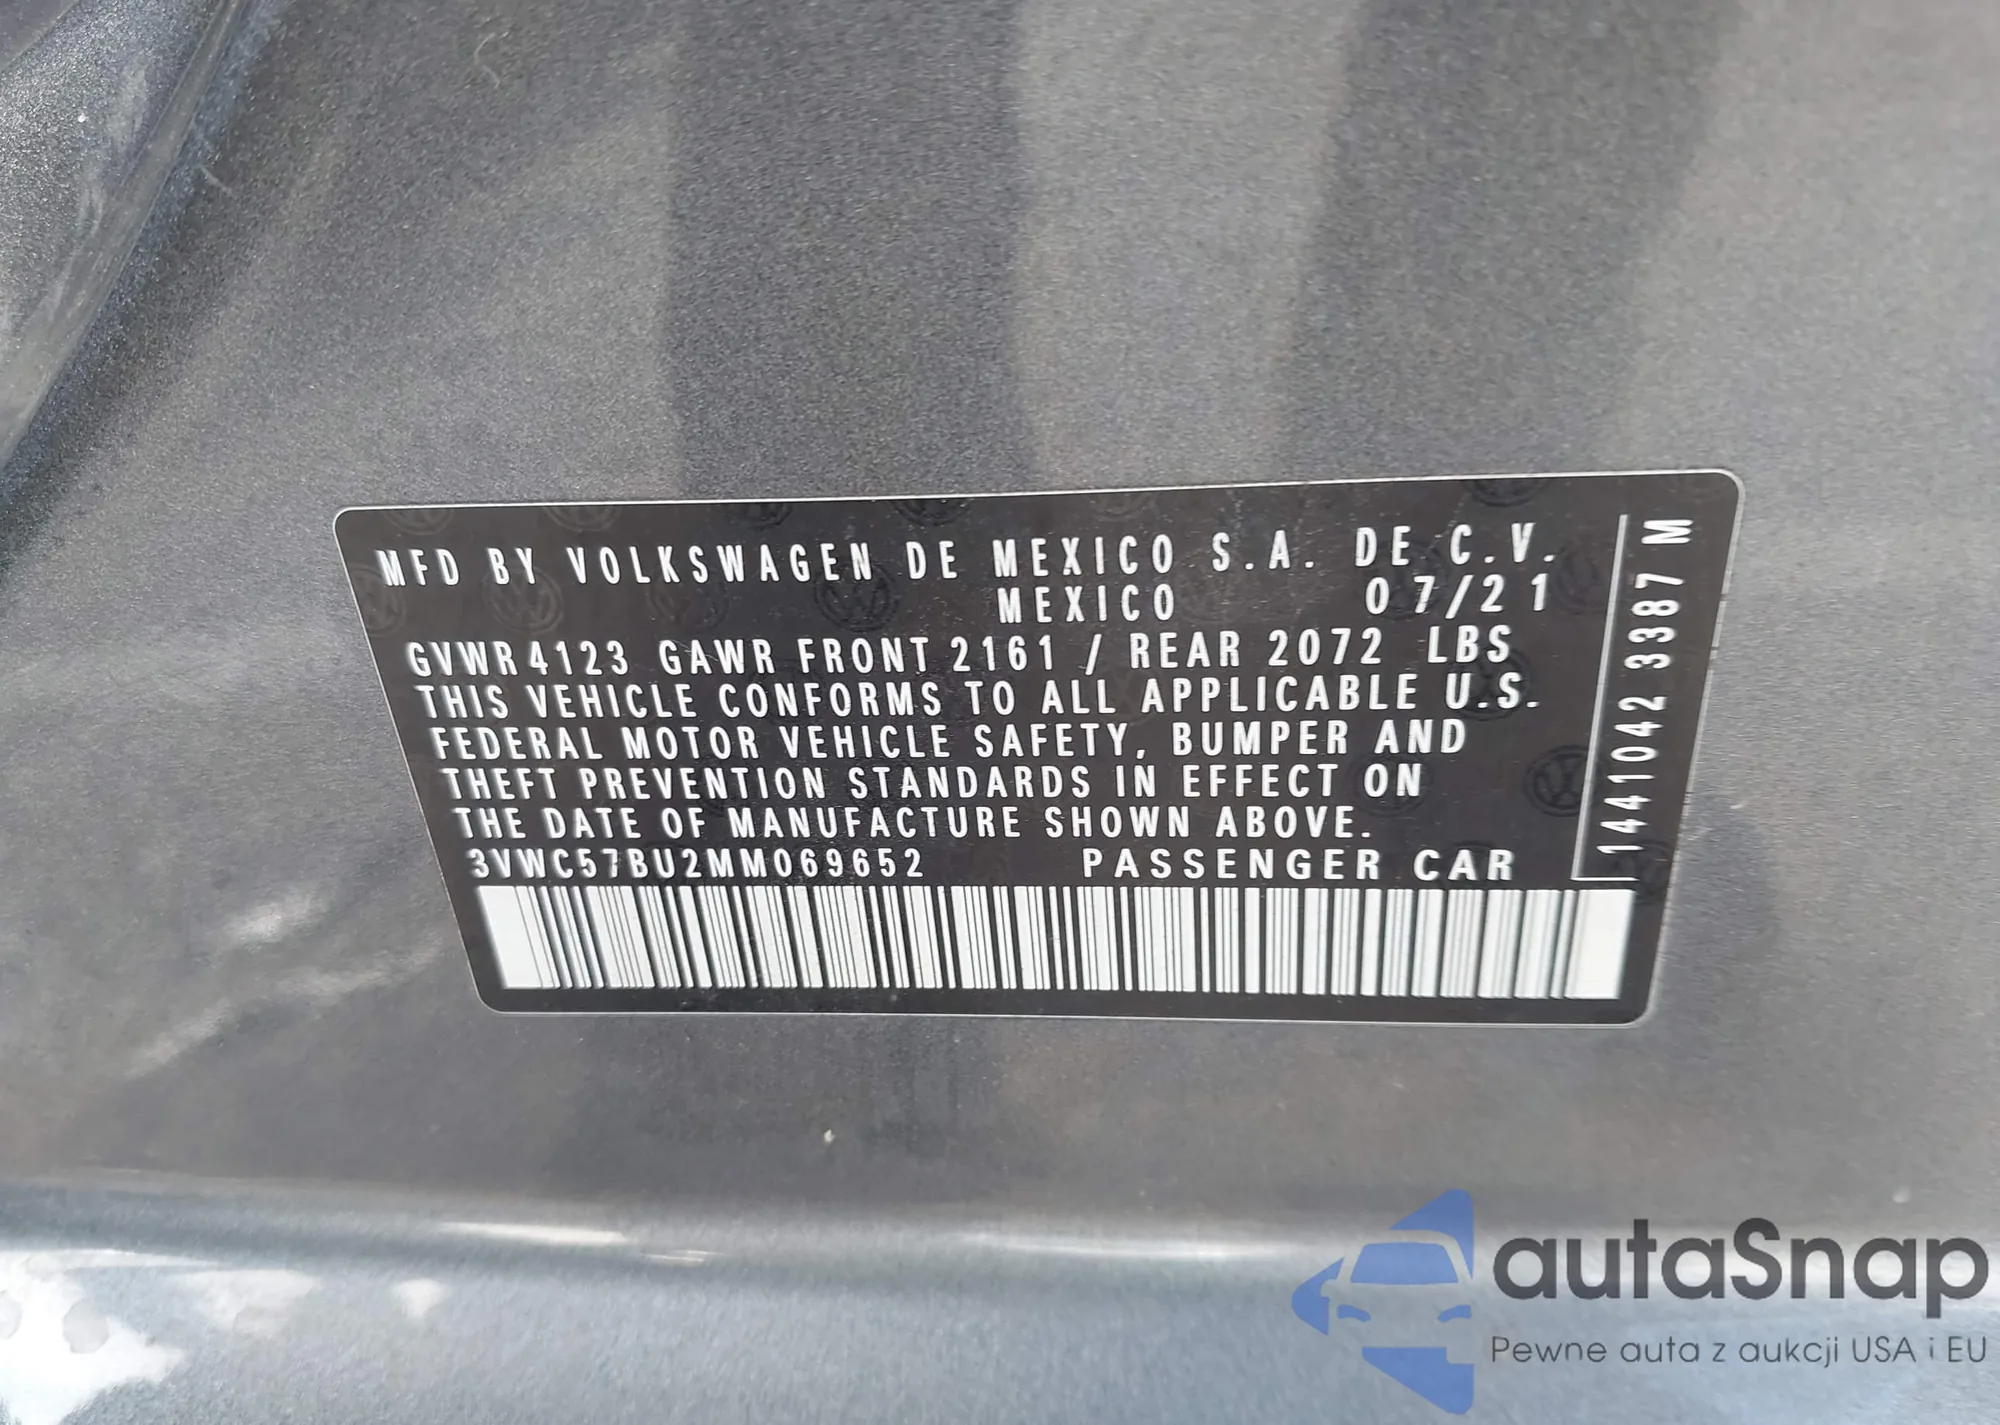 MFD BY VOLKSWAGEN DE MEXICO S.A. DE C.V.
MEXICO 07/21
GVWR 4123 GAWR FRONT 2161 / REAR 2072 LBS
THIS VEHICLE CONFORMS TO ALL APPLICABLE U.S.
FEDERAL MOTOR VEHICLE SAFETY, BUMPER AND
THEFT PREVENTION STANDARDS IN EFFECT ON
THE DATE OF MANUFACTURE SHOWN ABOVE.
3VWC57BU2MM069652 PASSENGER CAR
1441042 3387 M
autaSnap
Pewne auta z aukcji USA i EU